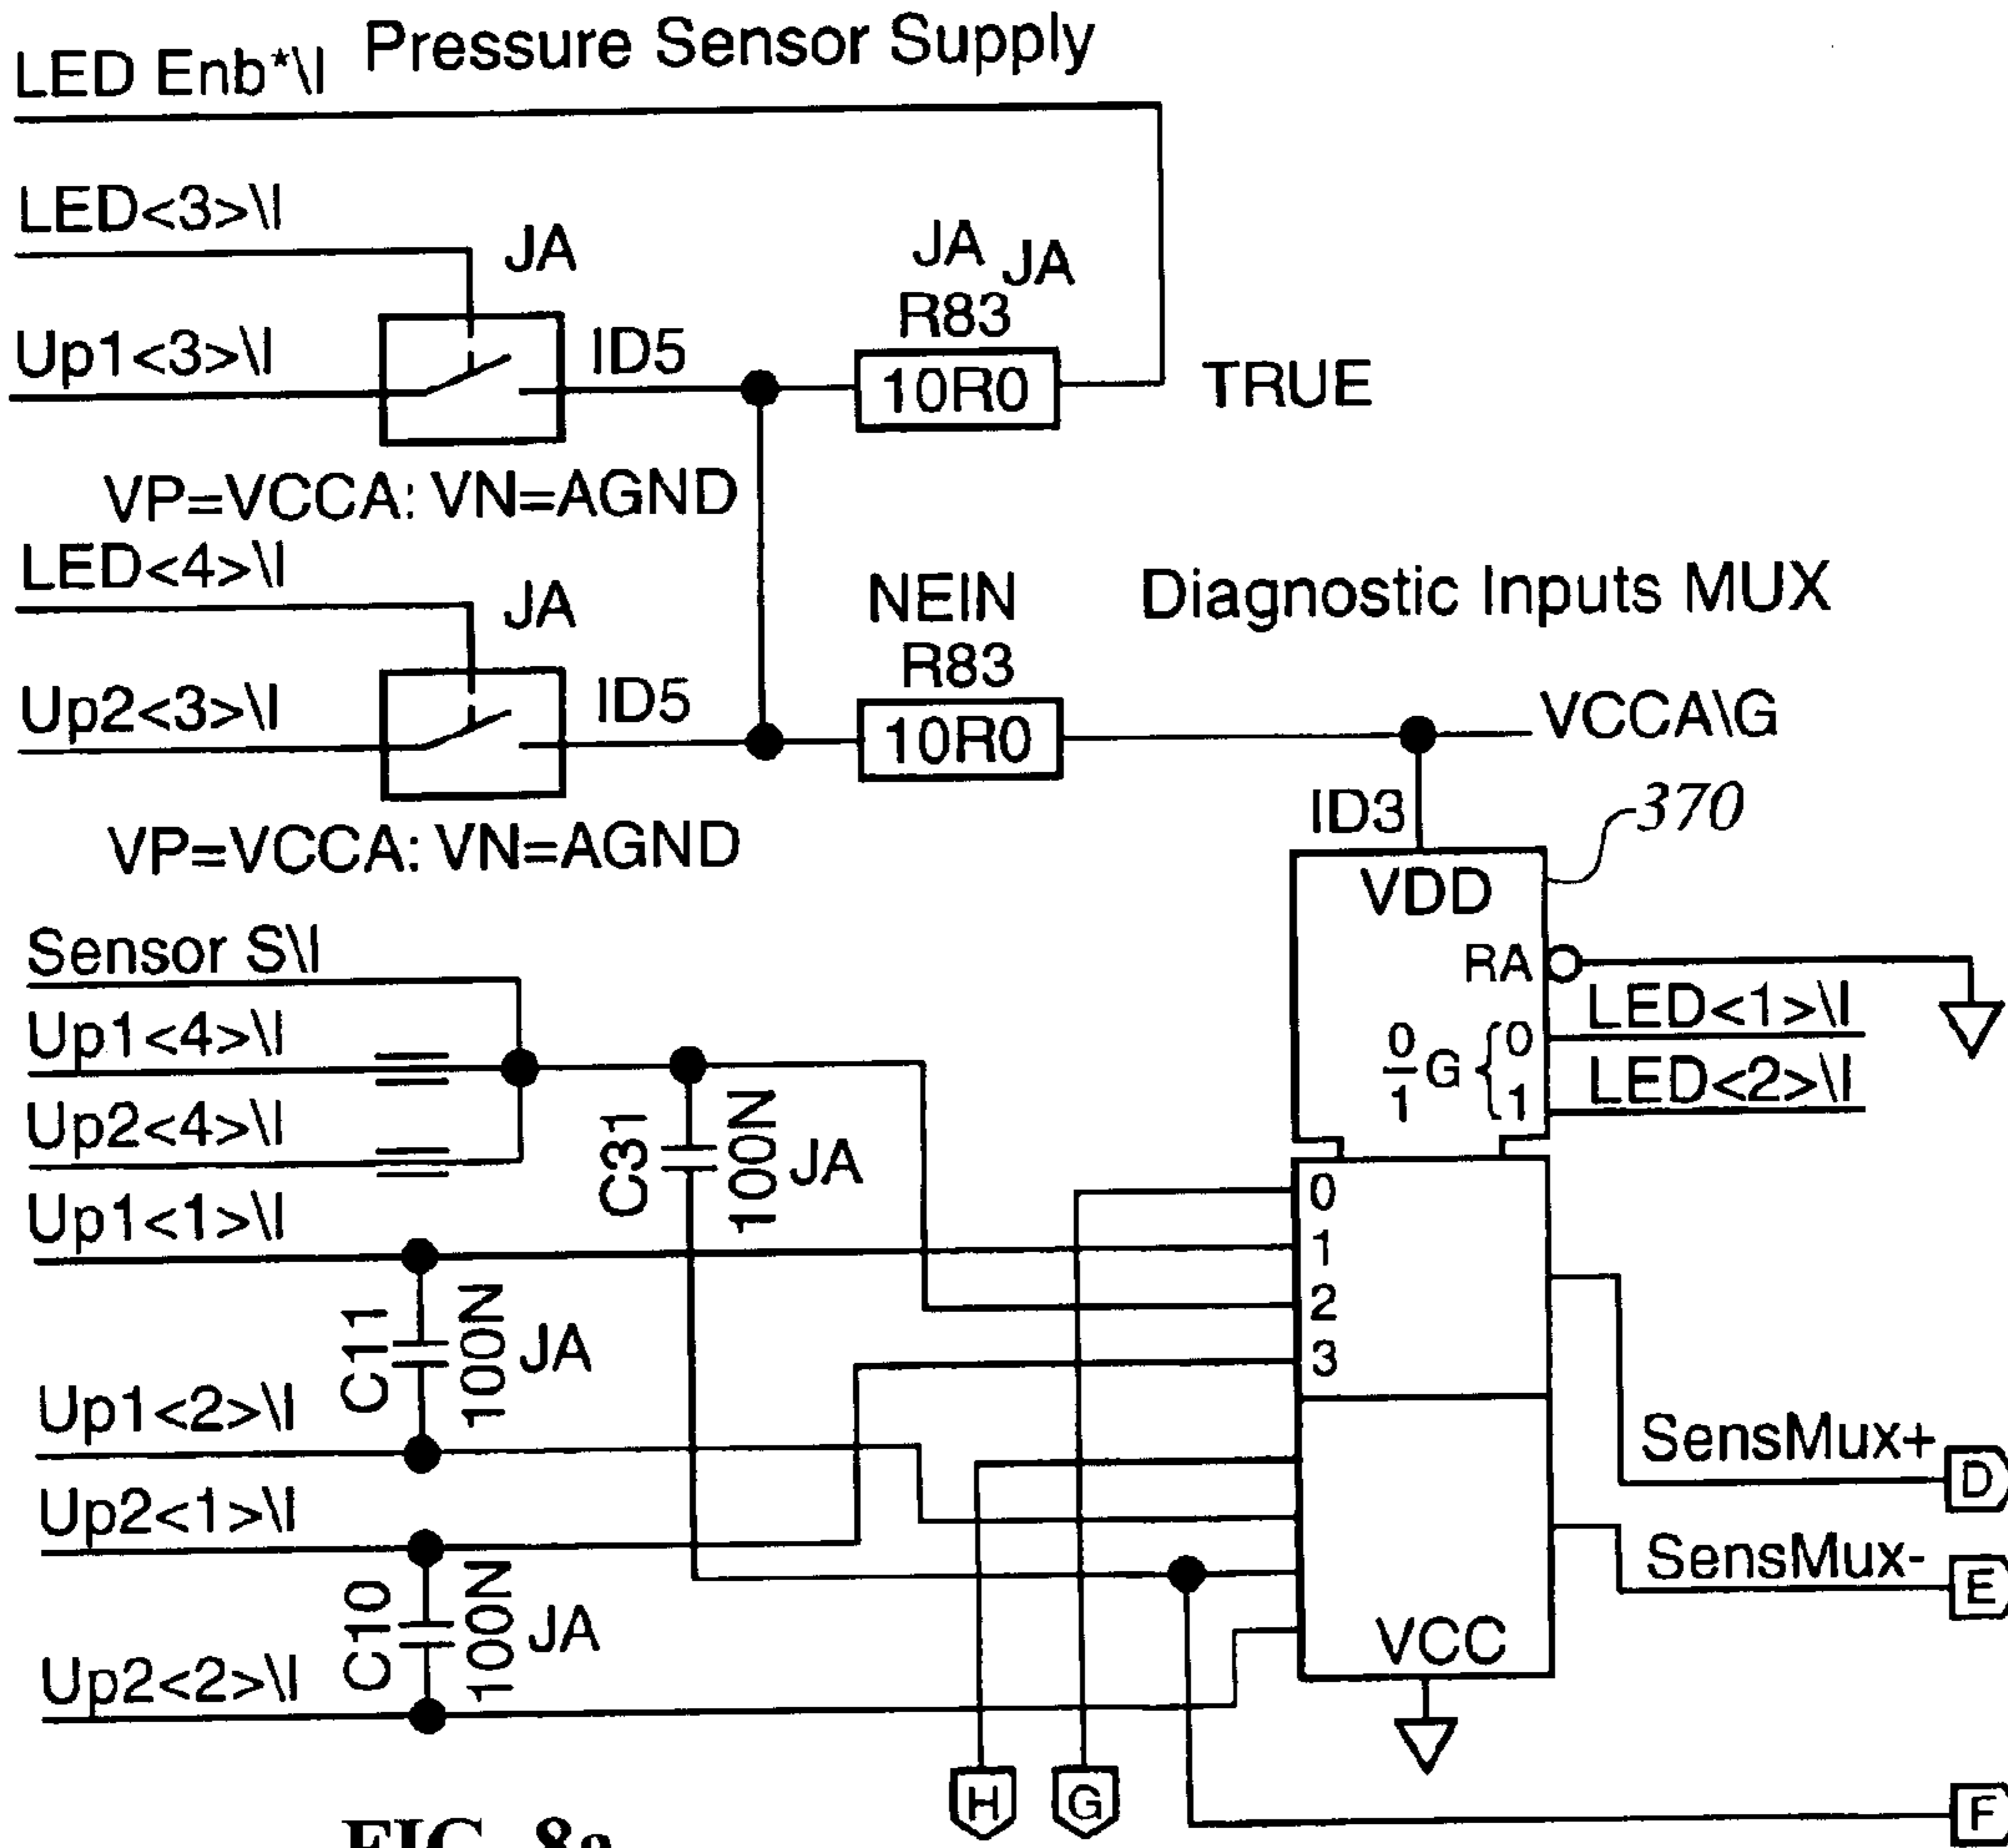 Pressure Sensor Supply
LED Enb*\I
LED<3>\I
JA
JA JA
R83
Up1<3>\I
ID5
10R0
TRUE
VP=VCCA: VN=AGND
LED<4>\I
JA
NEIN
Diagnostic Inputs MUX
R83
Up2<3>\I
ID5
10R0
VCCA\G
ID3
370
VP=VCCA: VN=AGND
VDD
Sensor S\I
RA
Up1<4>\I
LED<1>\I
0
1
G
{
0
1
LED<2>\I
Up2<4>\I
C31
100N
JA
Up1<1>\I
0
1
2
3
C11
100N
JA
Up1<2>\I
SensMux+
D
Up2<1>\I
SensMux-
E
C10
100N
JA
VCC
Up2<2>\I
H
G
F
FIG. 8a